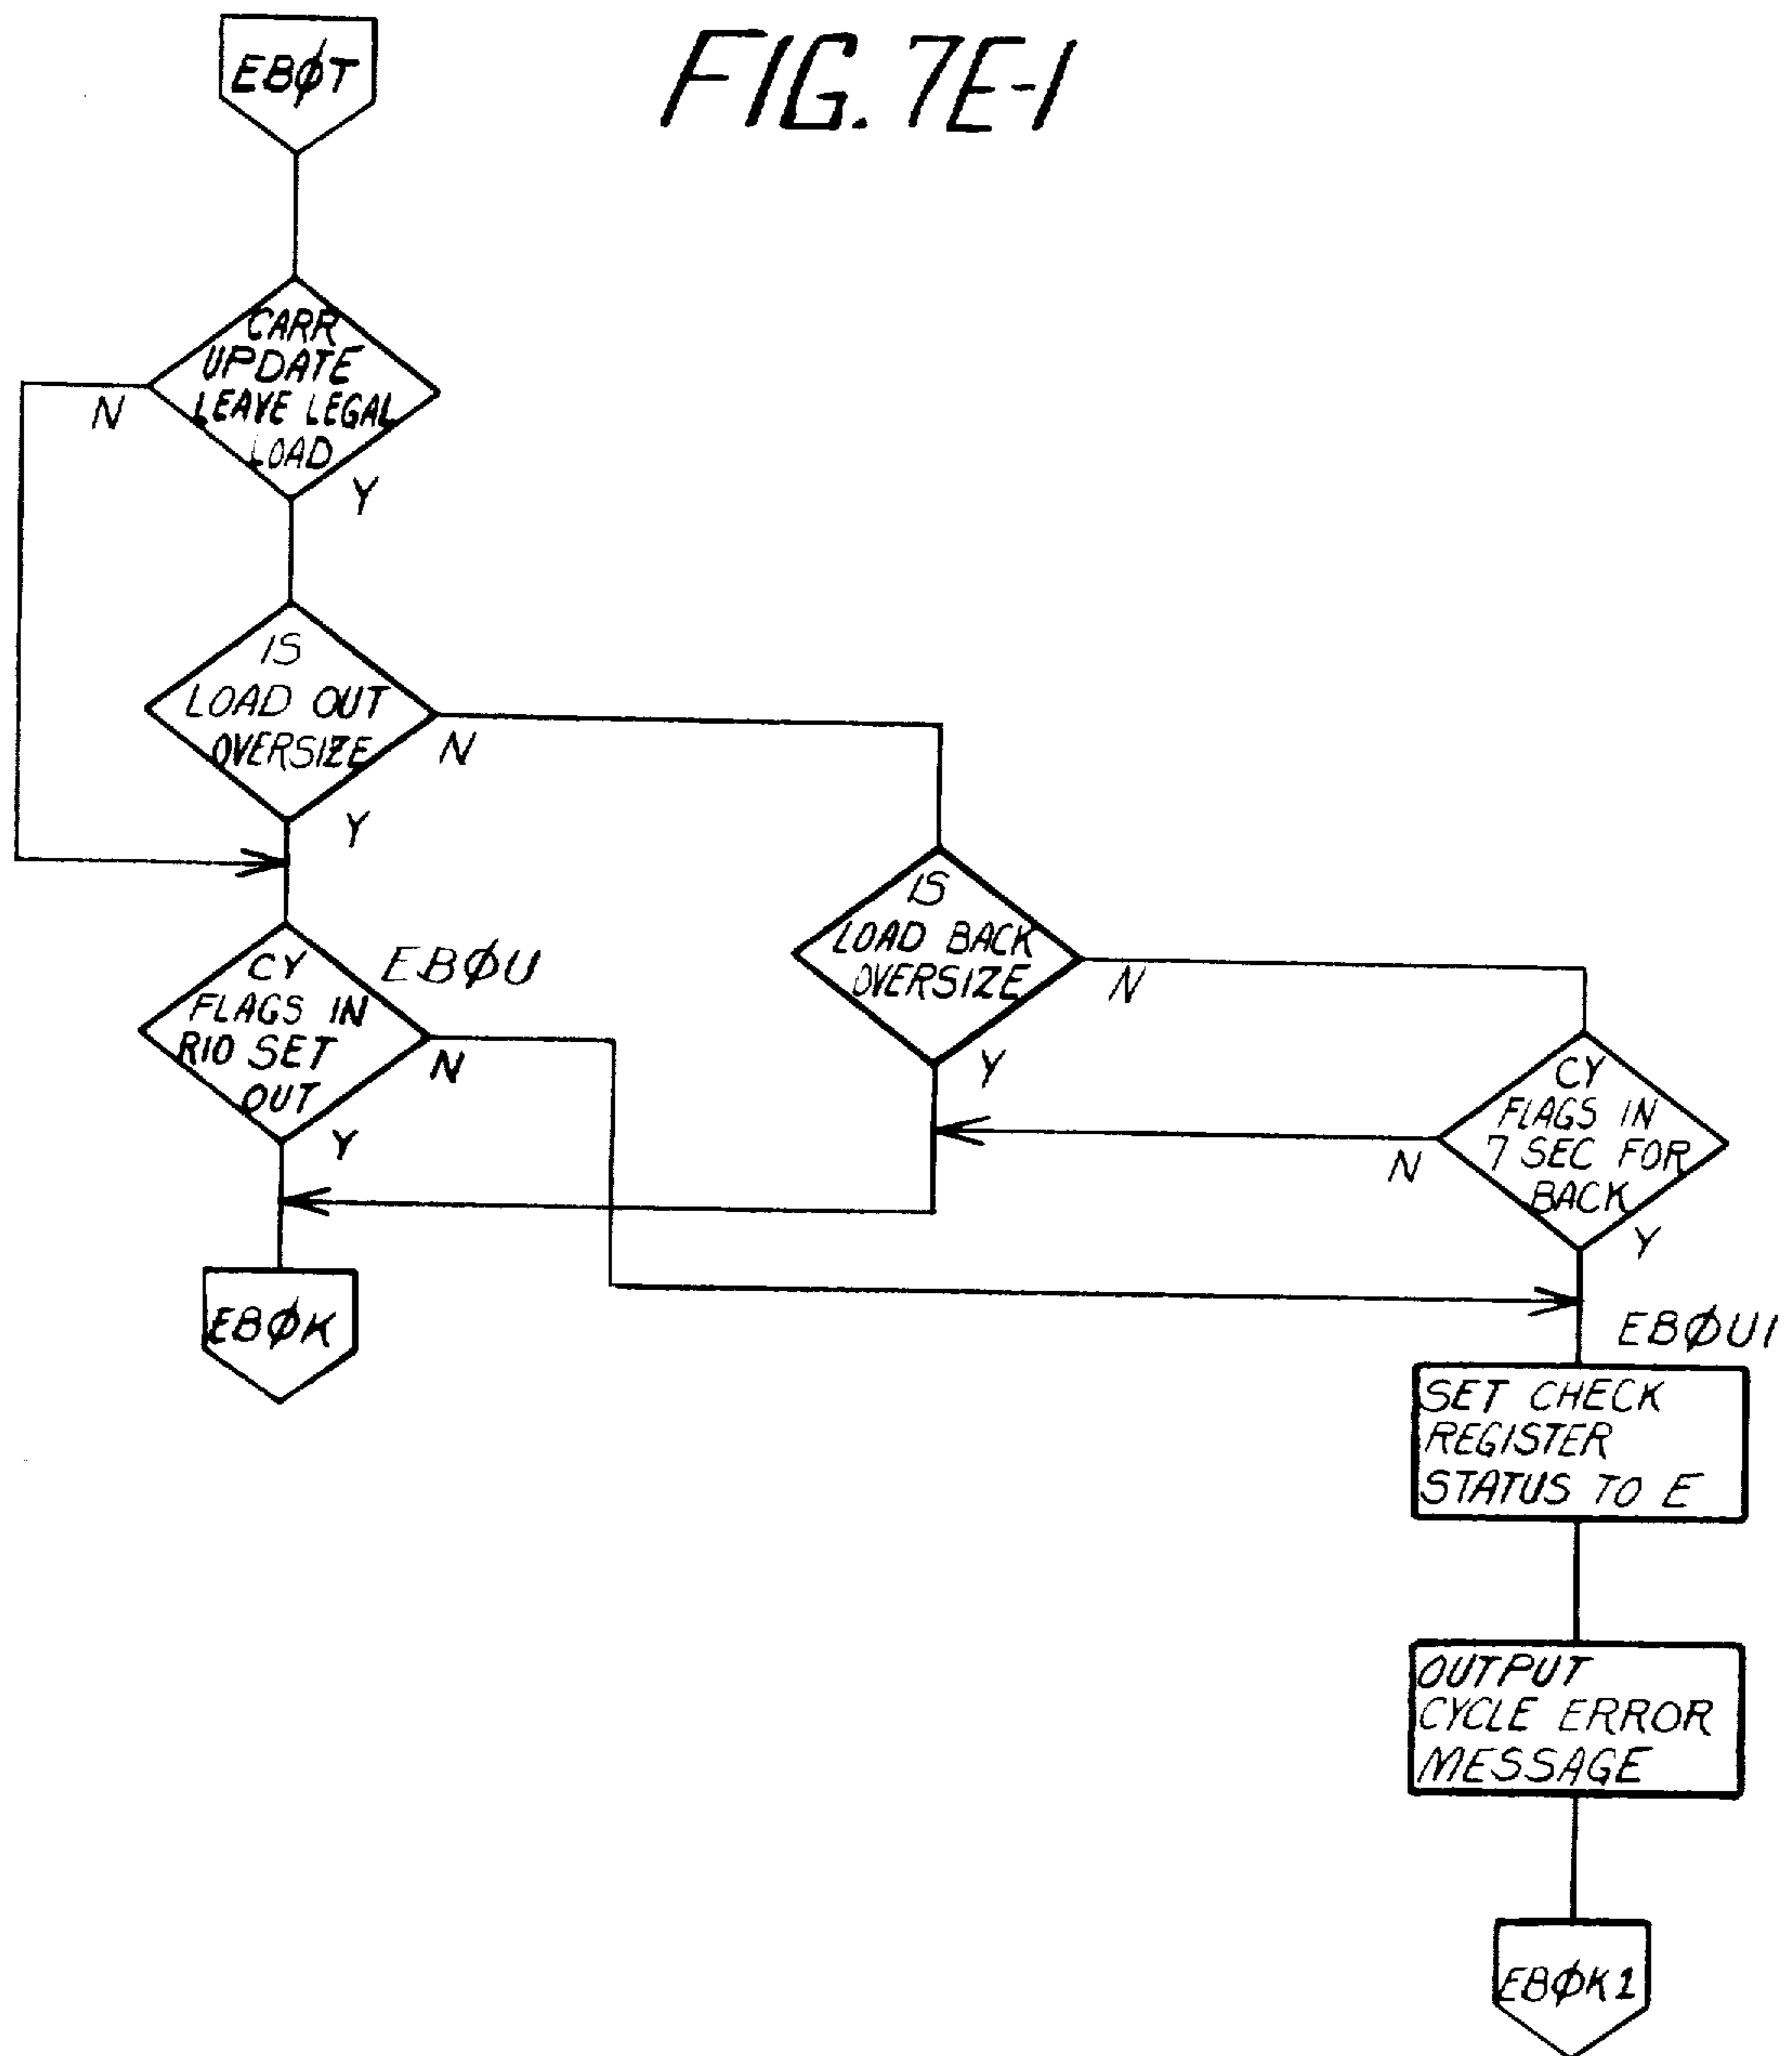 FIG. 7E-1
EBØT
CARR
UPDATE
LEAVE LEGAL
LOAD
N
Y
IS
LOAD OUT
OVERSIZE
N
Y
IS
LOAD BACK
OVERSIZE
N
Y
EBØU
CY
FLAGS IN
R10 SET
OUT
N
Y
CY
FLAGS IN
7 SEC FOR
BACK
N
Y
EBØK
EBØU1
SET CHECK
REGISTER
STATUS TO E
OUTPUT
CYCLE ERROR
MESSAGE
EBØK1